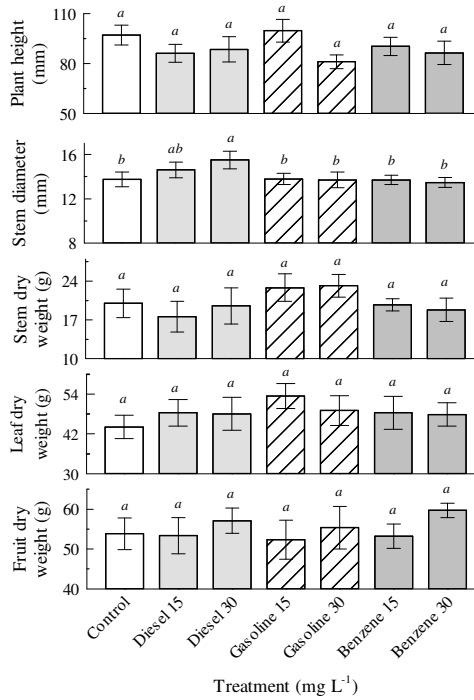 a a a a a a a
Plant height
(mm)
110
80
50
b ab a b b b b
Stem diameter
(mm)
16
12
8
a a a a a a a
Stem dry
weight (g)
24
17
10
a a a a a a a
Leaf dry
weight (g)
54
42
30
a a a a a a a
Fruit dry
weight (g)
60
50
40
Control Diesel 15 Diesel 30 Gasoline 15 Gasoline 30 Benzene 15 Benzene 30
Treatment (mg L-1)